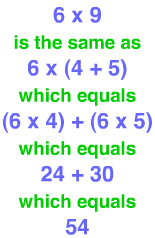 6 x 9
is the same as
6 x (4 + 5)
which equals
(6 x 4) + (6 x 5)
which equals
24 + 30
which equals
54